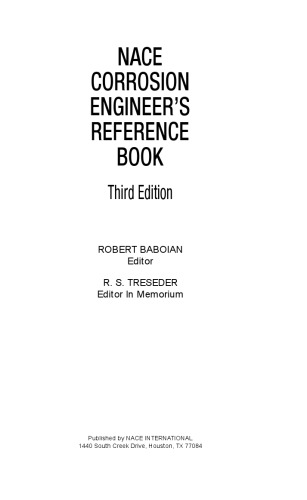 NACE
CORROSION
ENGINEER'S
REFERENCE
BOOK
Third Edition
ROBERT BABOIAN
Editor
R. S. TRESEDER
Editor In Memorium
Published by NACE INTERNATIONAL
1440 South Creek Drive, Houston, TX 77084